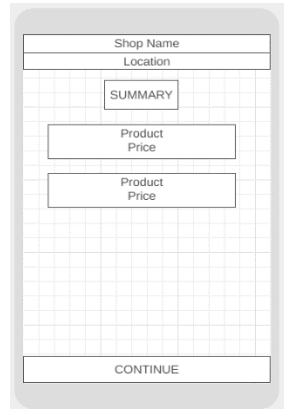 Shop Name
Location
SUMMARY
Product
Price
Product
Price
CONTINUE